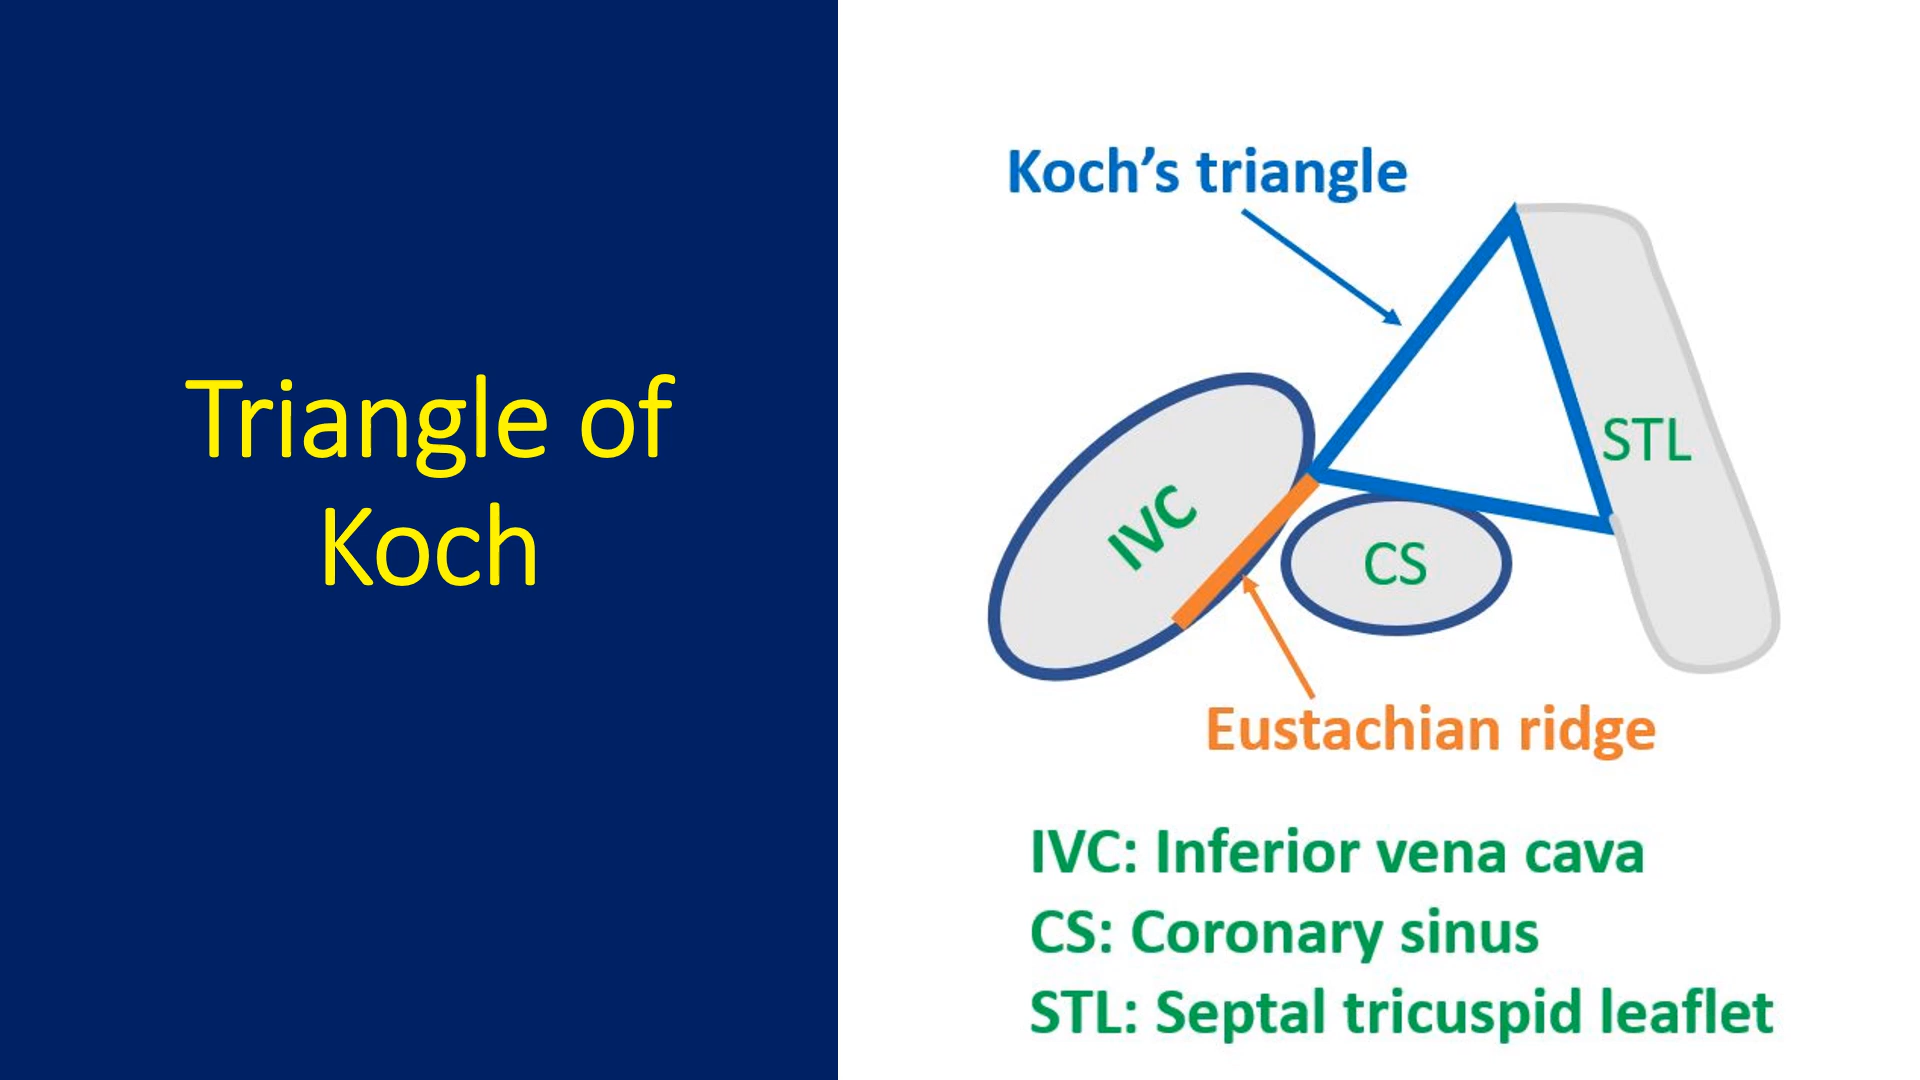 Triangle of
Koch
Koch’s triangle
STL
IVC
CS
Eustachian ridge
IVC: Inferior vena cava
CS: Coronary sinus
STL: Septal tricuspid leaflet